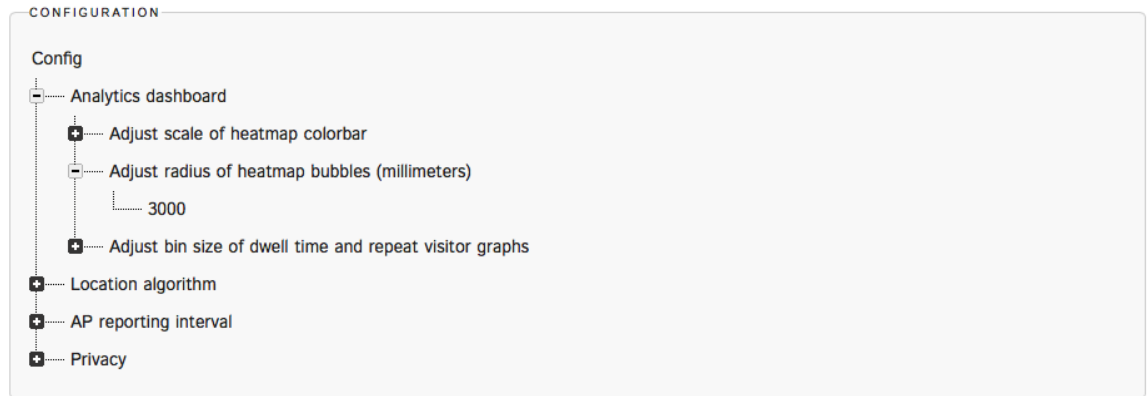 CONFIGURATION
Config
Analytics dashboard
Adjust scale of heatmap colorbar
Adjust radius of heatmap bubbles (millimeters)
3000
Adjust bin size of dwell time and repeat visitor graphs
Location algorithm
AP reporting interval
Privacy